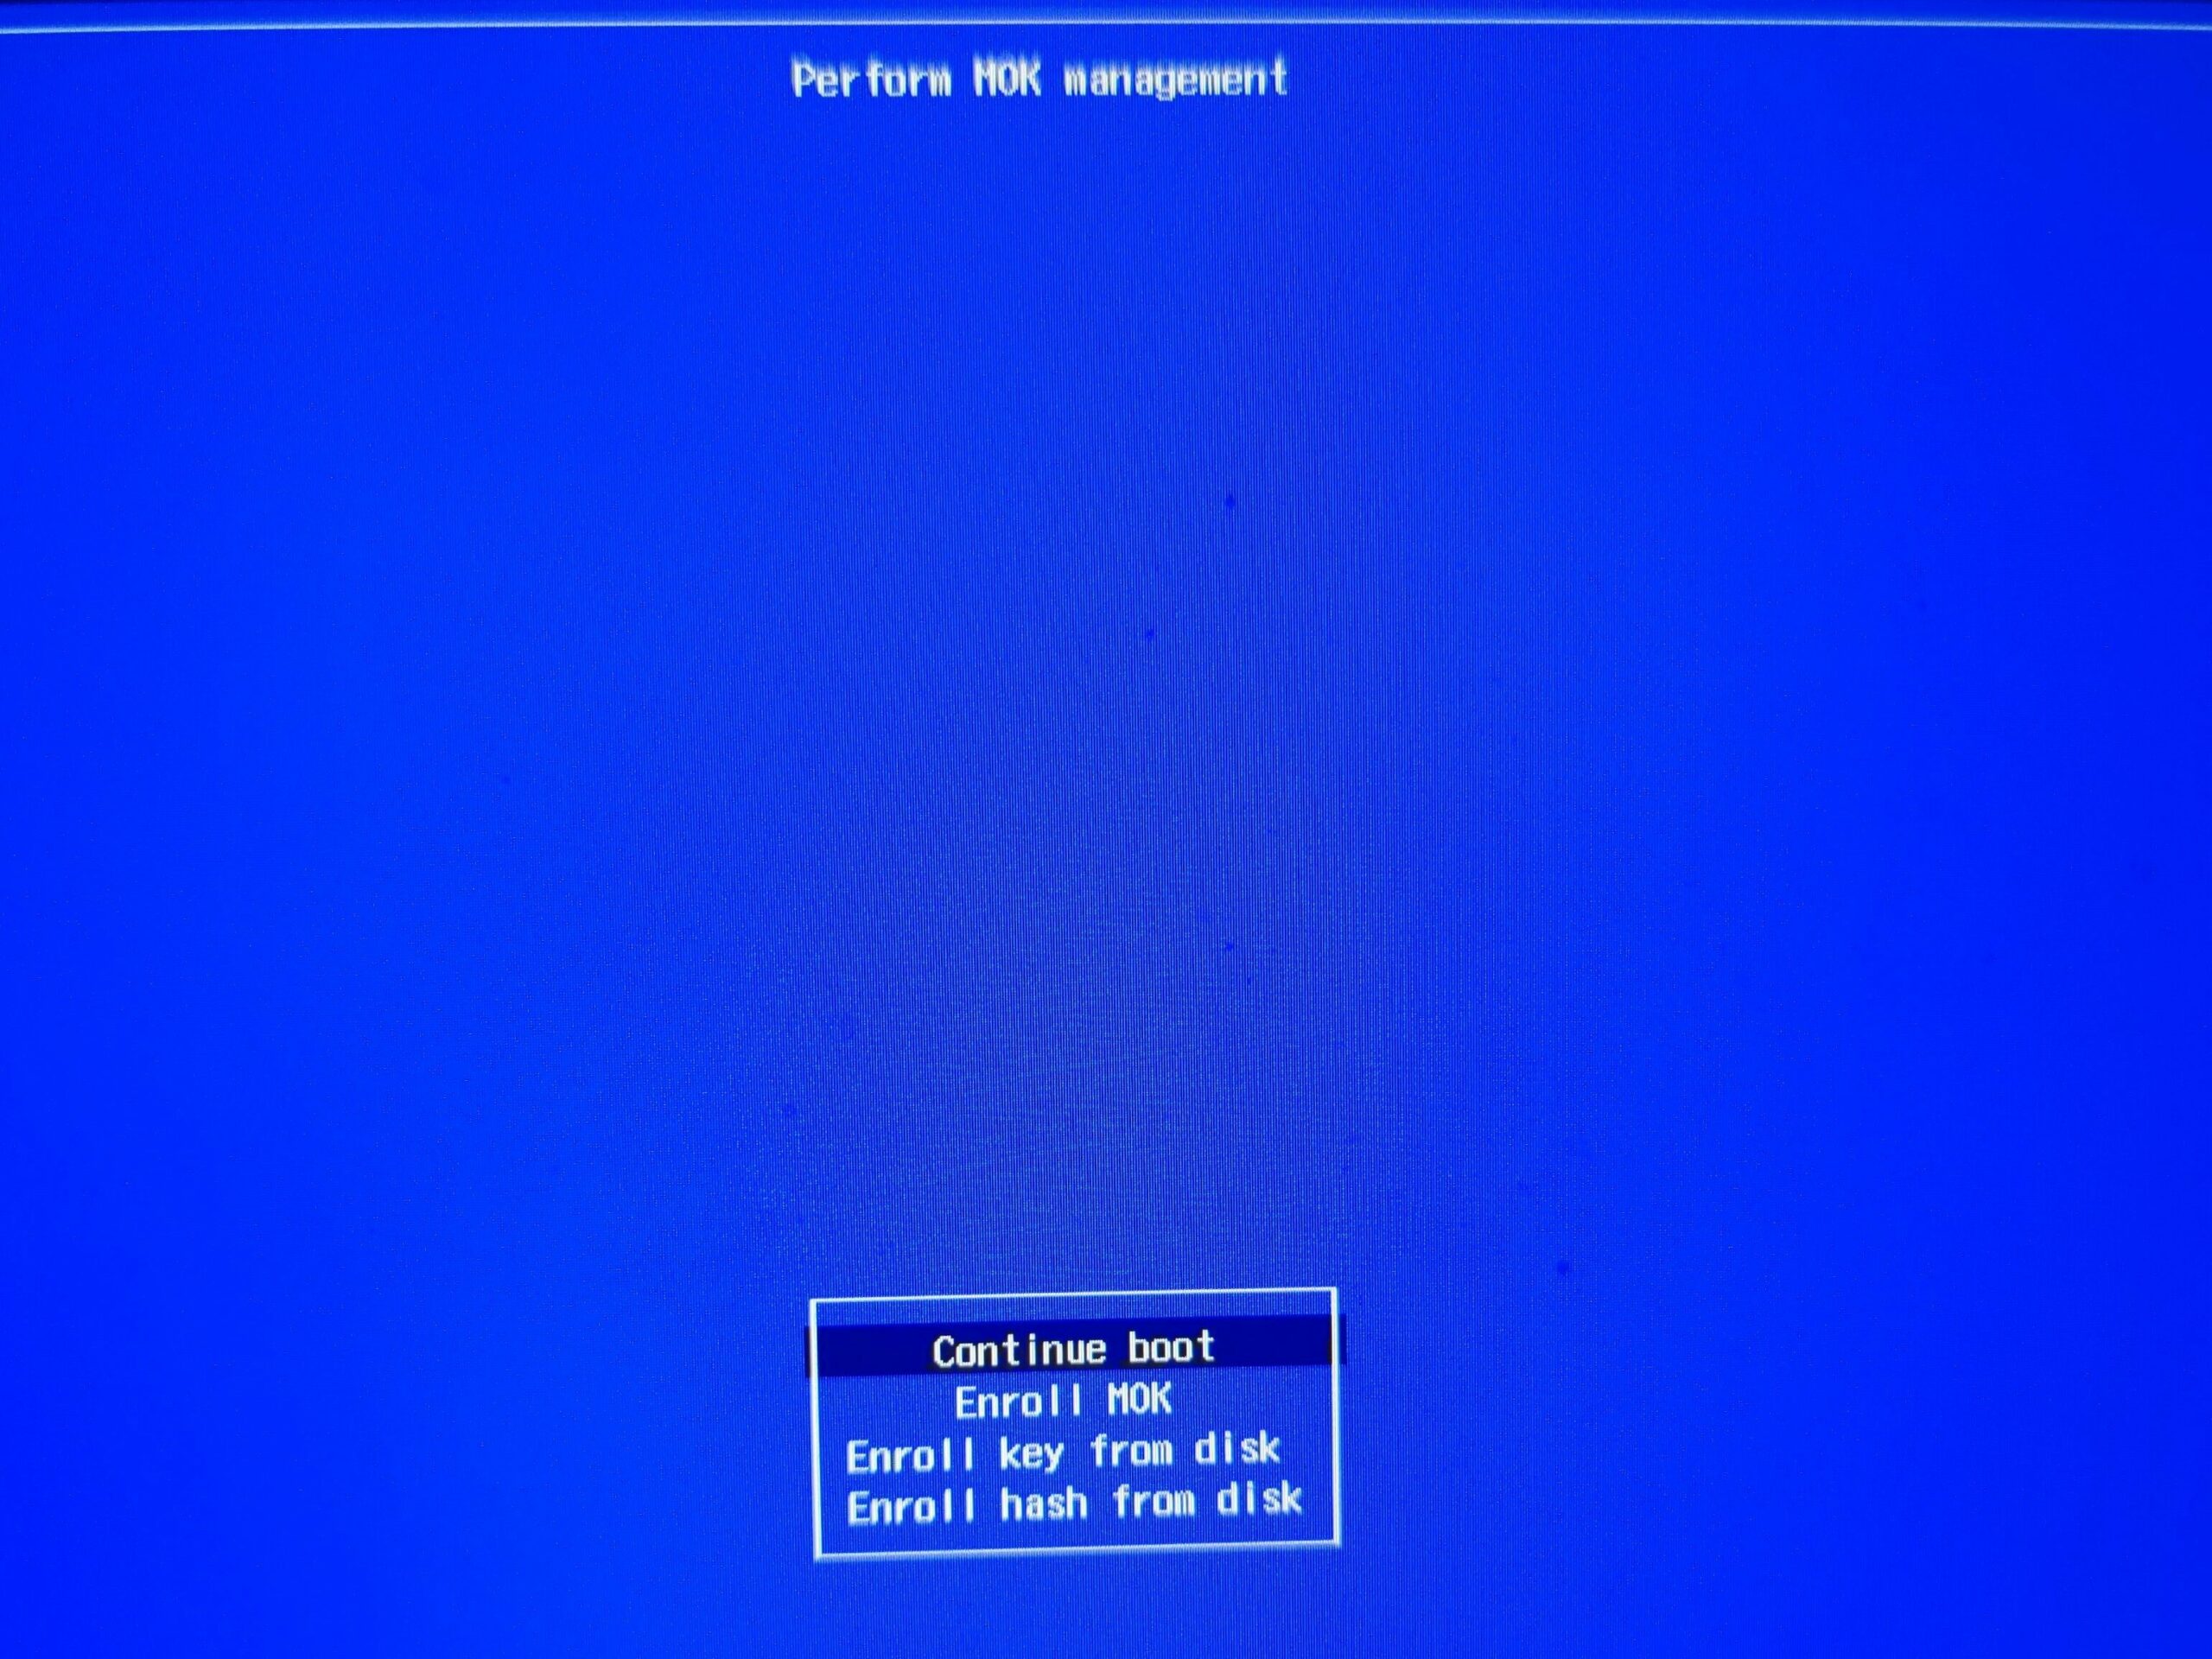 Perform MOK management
Continue boot
Enroll MOK
Enroll key from disk
Enroll hash from disk